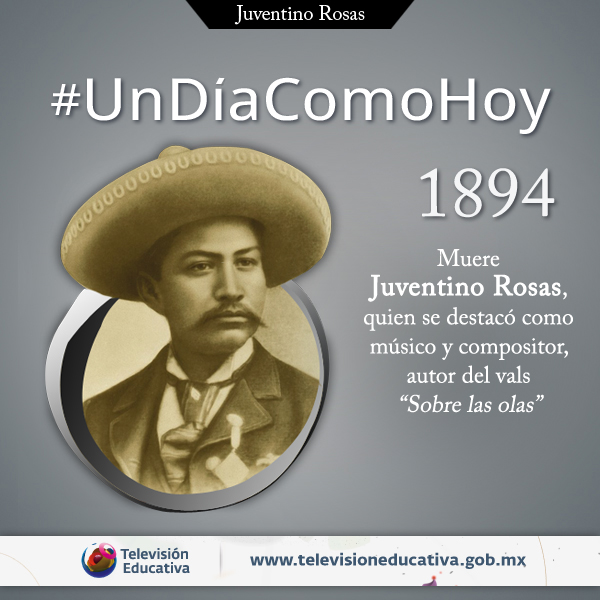 Juventino Rosas
#UnDíaComoHoy
1894
Muere
Juventino Rosas,
quien se destacó como
músico y compositor,
autor del vals
“Sobre las olas”
Televisión
Educativa
www.televisioneducativa.gob.mx